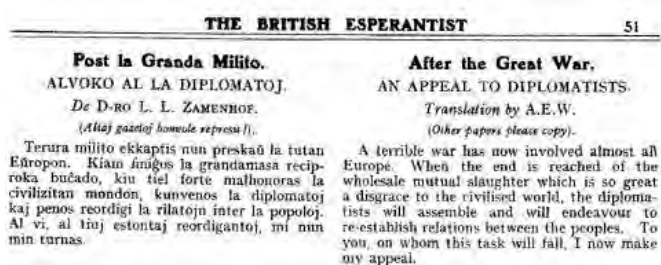 THE BRITISH ESPERANTIST 51
Post la Granda Milito.
ALVOKO AL LA DIPLOMATOJ.
De D-RO L. L. ZAMENHOF.
(Aliaj gazetoj bonvole represu!).
Terura milito ekkaptis nun preskaŭ la tutan
Eŭropon. Kiam finiĝos la grandamasa recip-
roka buĉado, kiu tiel forte malhonoras la
civilizitan mondon, kunvenos la diplomatoj
kaj penos reordigi la rilatojn inter la popoloj.
Al vi, al tiuj estontaj reordigantoj, mi nun
min turnas.
After the Great War.
AN APPEAL TO DIPLOMATISTS.
Translation by A.E.W.
(Other papers please copy).
A terrible war has now involved almost all
Europe. When the end is reached of the
wholesale mutual slaughter which is so great
a disgrace to the civilised world, the diploma-
tists will assemble and will endeavour to
re-establish relations between the peoples. To
you, on whom this task will fall, I now make
my appeal.